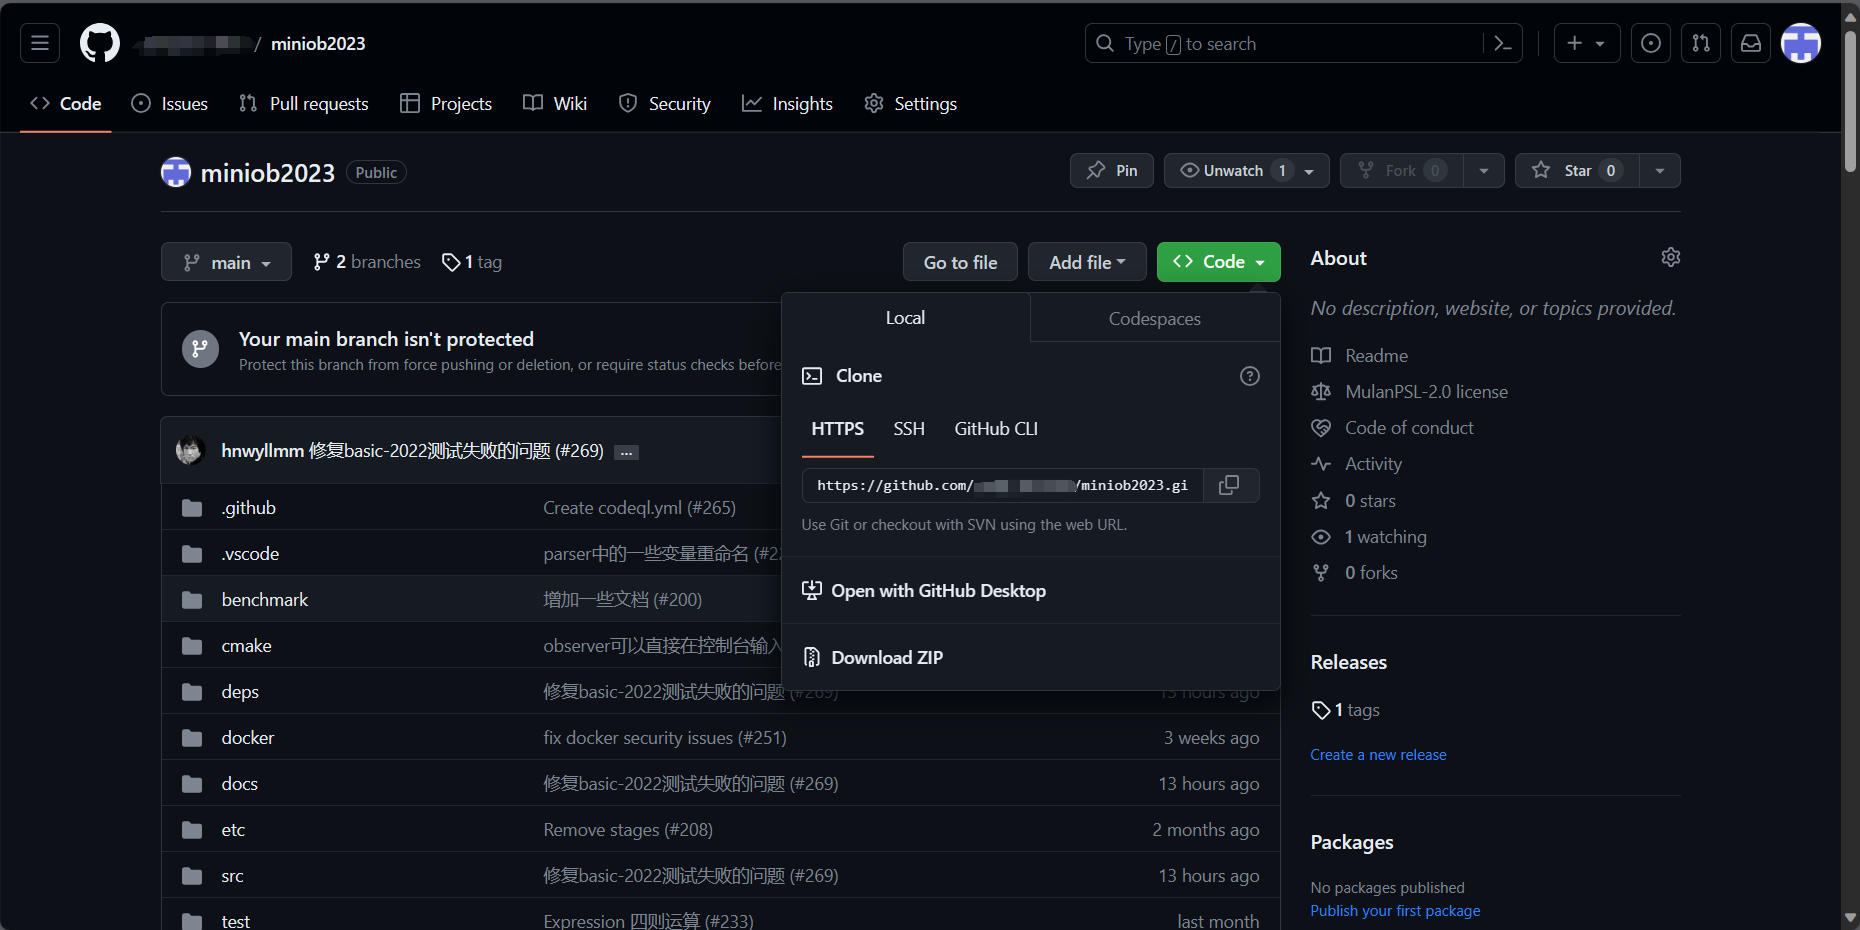 / miniob2023
Type / to search
Code
Issues
Pull requests
Projects
Wiki
Security
Insights
Settings
miniob2023 Public
Pin
Unwatch 1
Fork 0
Star 0
main
2 branches
1 tag
Go to file
Add file
Code
Your main branch isn't protected
Protect this branch from force pushing or deletion, or require status checks before
Local
Codespaces
Clone
HTTPS
SSH
GitHub CLI
https://github.com/ /miniob2023.gi
Use Git or checkout with SVN using the web URL.
Open with GitHub Desktop
Download ZIP
hnwyllmm 修复basic-2022测试失败的问题 (#269) ...
.github Create codeql.yml (#265)
.vscode parser中的一些变量重命名 (#22
benchmark 增加一些文档 (#200)
cmake observer可以直接在控制台输入
deps 修复basic-2022测试失败的问题 (#269) 13 hours ago
docker fix docker security issues (#251) 3 weeks ago
docs 修复basic-2022测试失败的问题 (#269) 13 hours ago
etc Remove stages (#208) 2 months ago
src 修复basic-2022测试失败的问题 (#269) 13 hours ago
test Expression 四则运算 (#233) last month
About
No description, website, or topics provided.
Readme
MulanPSL-2.0 license
Code of conduct
Activity
0 stars
1 watching
0 forks
Releases
1 tags
Create a new release
Packages
No packages published
Publish your first package